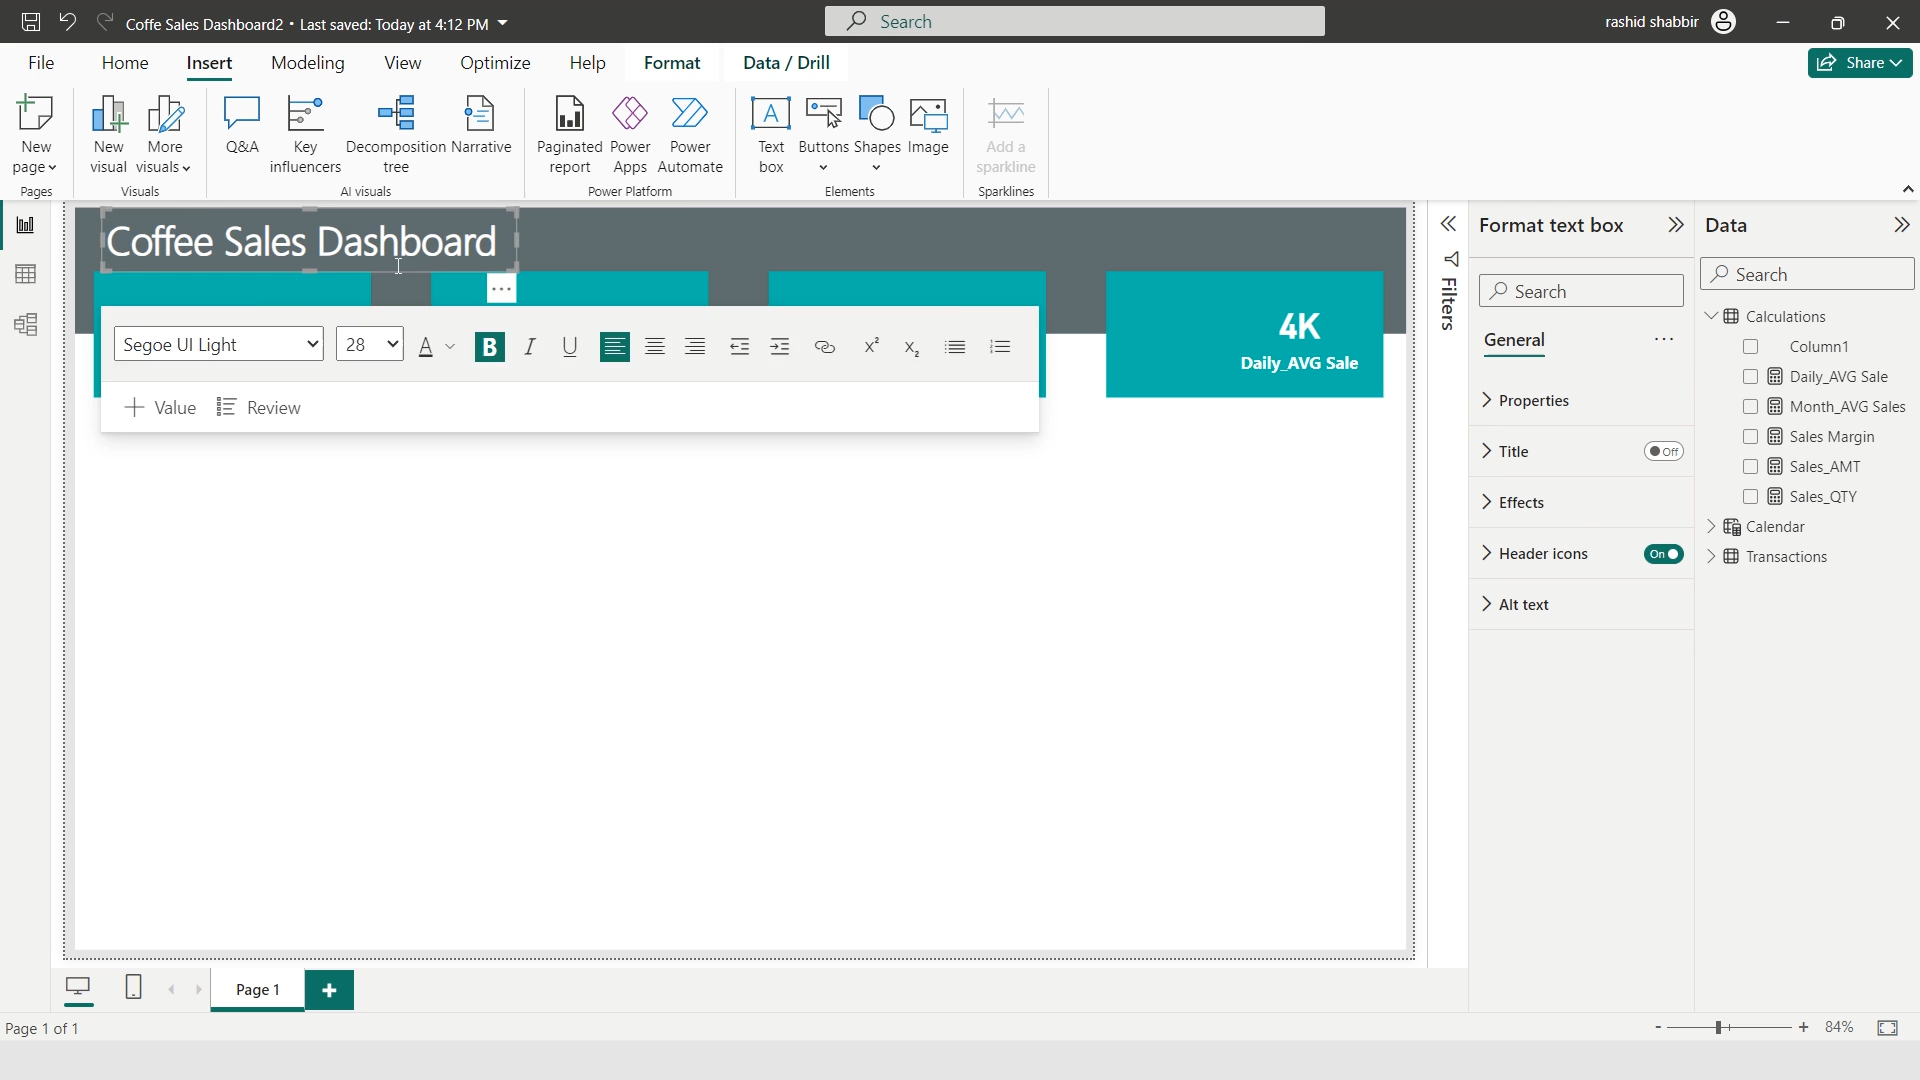 Coffe Sales Dashboard2 • Last saved: Today at 4:12 PM
Search
rashid shabbir
File Home Insert Modeling View Optimize Help Format Data / Drill
Share
New page
New visual
More visuals
Q&A
Key influencers
Decomposition tree
Narrative
Paginated report
Power Apps
Power Automate
Text box
Buttons
Shapes
Image
Add a sparkline
Pages
Visuals
AI visuals
Power Platform
Elements
Sparklines
Coffee Sales Dashboard
Segoe UI Light
28
A
B
I
U
x²
x₂
Value
Review
4K
Daily_AVG Sale
Filters
Format text box
Search
General
Properties
Title
Off
Effects
Header icons
On
Alt text
Data
Search
Calculations
Column1
Daily_AVG Sale
Month_AVG Sales
Sales Margin
Sales_AMT
Sales_QTY
Calendar
Transactions
Page 1
+
Page 1 of 1
- + 84%